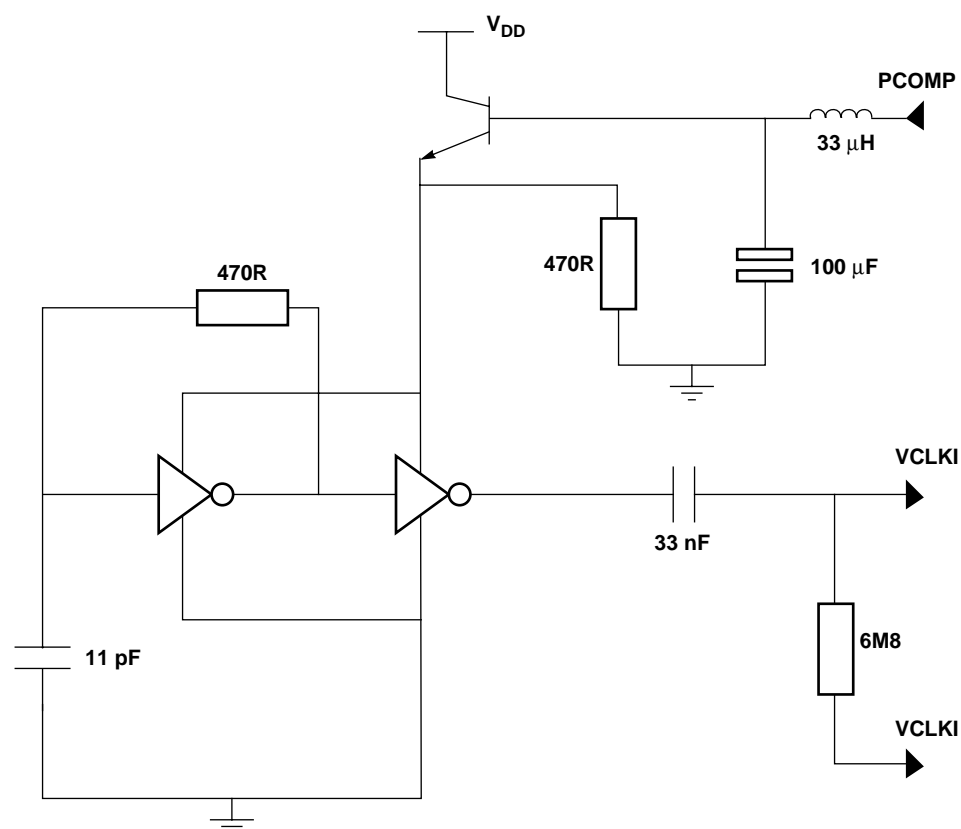 V_DD
PCOMP
33 μH
470R
100 μF
470R
VCLKI
33 nF
6M8
11 pF
VCLKI